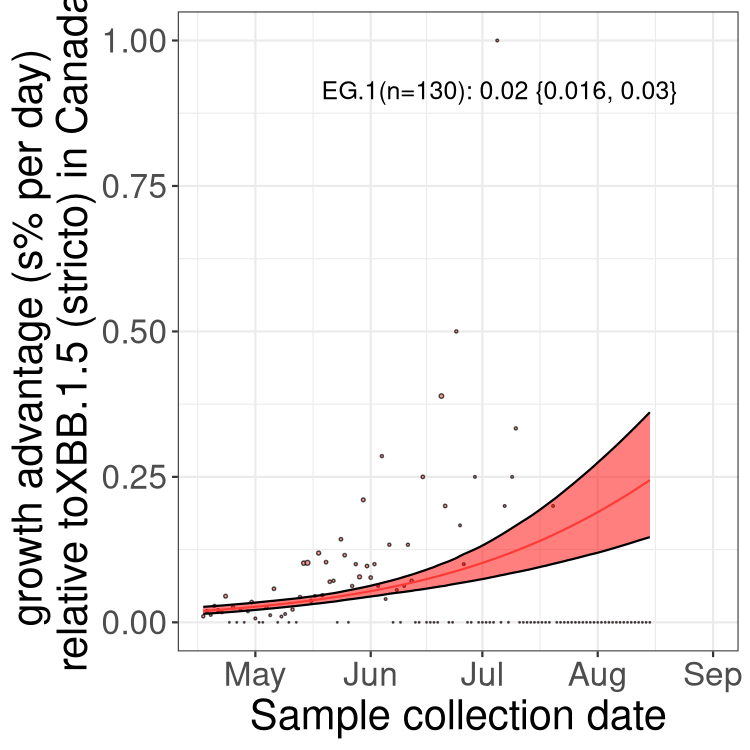 growth advantage (s% per day)
relative toXBB.1.5 (stricto) in Canada
1.00
0.75
0.50
0.25
0.00
EG.1(n=130): 0.02 {0.016, 0.03}
May Jun Jul Aug Sep
Sample collection date